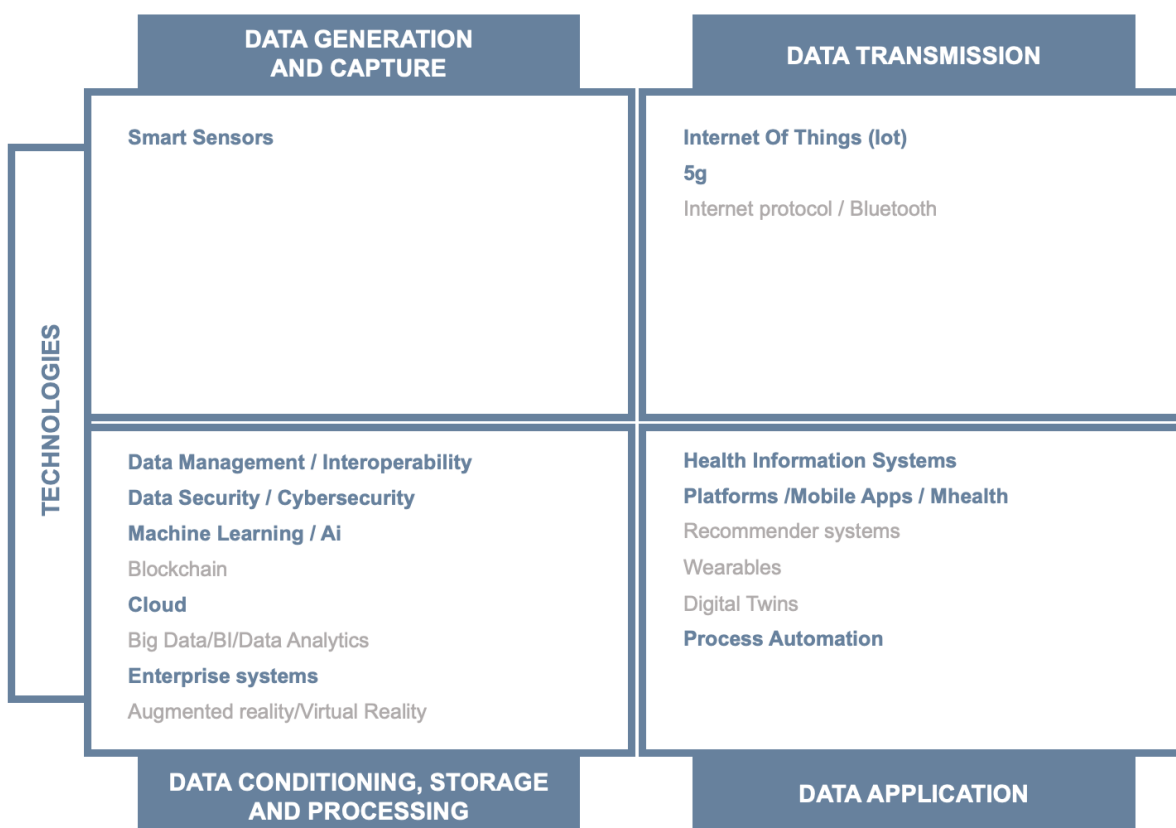 DATA GENERATION
AND CAPTURE
DATA TRANSMISSION
TECHNOLOGIES
Smart Sensors
Internet Of Things (Iot)
5g
Internet protocol / Bluetooth
Data Management / Interoperability
Data Security / Cybersecurity
Machine Learning / Ai
Blockchain
Cloud
Big Data/BI/Data Analytics
Enterprise systems
Augmented reality/Virtual Reality
Health Information Systems
Platforms /Mobile Apps / Mhealth
Recommender systems
Wearables
Digital Twins
Process Automation
DATA CONDITIONING, STORAGE
AND PROCESSING
DATA APPLICATION